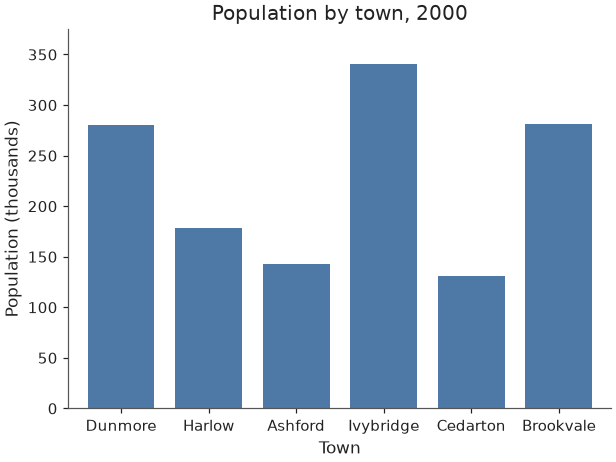 Population by town, 2000
Population (thousands)
350
300
250
200
150
100
50
0
Dunmore Harlow Ashford Ivybridge Cedarton Brookvale
Town